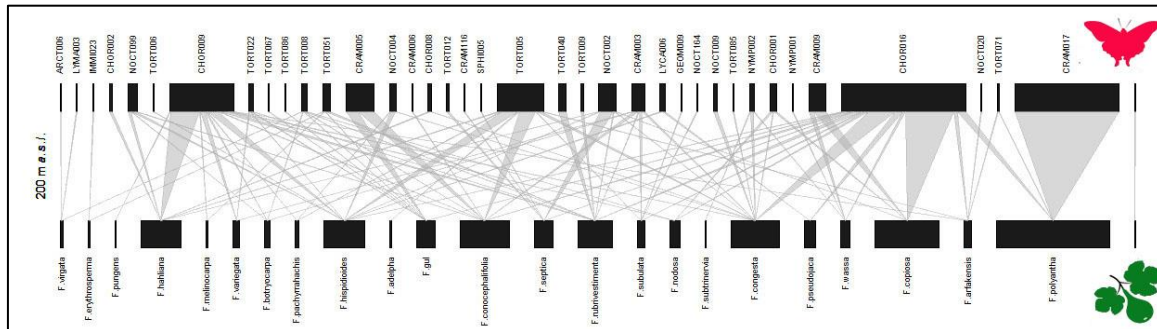 ARCT006
LYMA003
IMMI023
CHOR002
NOCT099
TORT006
CHOR009
TORT022
TORT067
TORT086
TORT008
TORT051
CRAM005
NOCT004
CRAM006
CHOR008
TORT012
CRAM116
SPHI005
TORT005
TORT040
TORT009
NOCT002
CRAM003
LYCA006
GEOM009
NOCT164
NOCT009
TORT085
NYMP002
CHOR001
NYMP001
CRAM009
CHOR016
NOCT020
TORT071
CRAM017
200 m a.s.l.
F.virgata
F.erythrosperma
F.pungens
F.hahliana
F.melinocarpa
F.variegata
F.botryocarpa
F.pachyrrhachis
F.hispidioides
F.adelpha
F.gul
F.conocephalifolia
F.septica
F.rubrivestimenta
F.subulata
F.nodosa
F.subtrinervia
F.congesta
F.pseudojaca
F.wassa
F.copiosa
F.arfakensis
F.polyantha